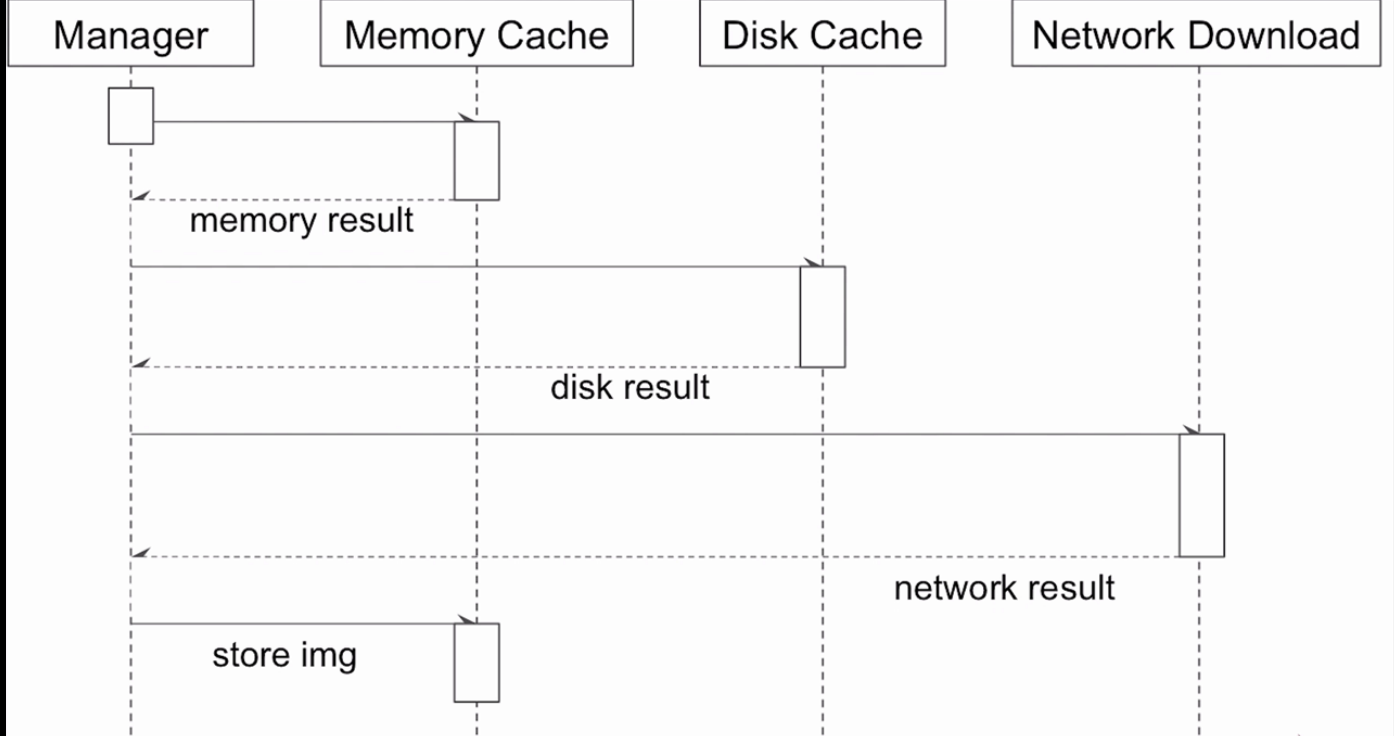 Manager
Memory Cache
Disk Cache
Network Download
memory result
disk result
network result
store img